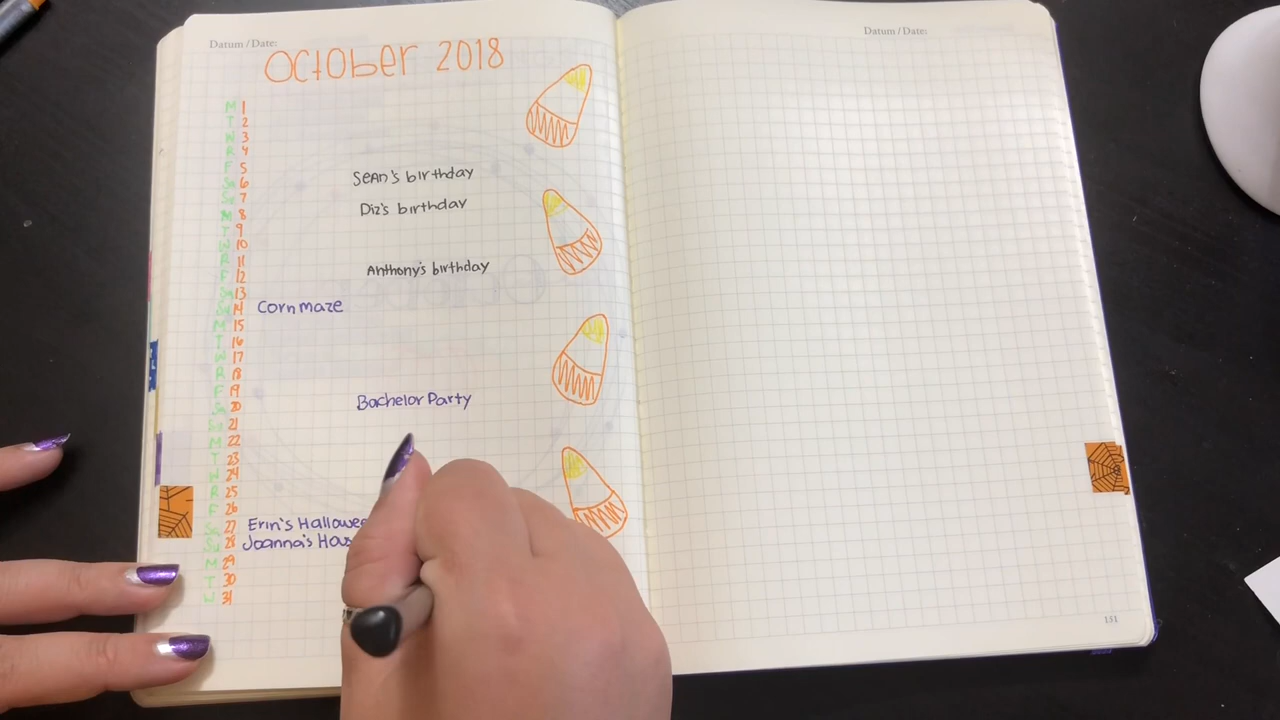 Datum / Date:
October 2018
M 1
T 2
W 3
R 4
F 5
Sa 6 Sean's birthday
Su 7
M 8 Diz's birthday
T 9
W 10
R 11
F 12 Anthony's birthday
Sa 13
Su 14 Corn maze
M 15
T 16
W 17
R 18
F 19
Sa 20 Bachelor Party
Su 21
M 22
T 23
W 24
R 25
F 26
Sa 27 Erin's
Su 28 Joanna's
M 29
T 30
W 31
Datum / Date:
151